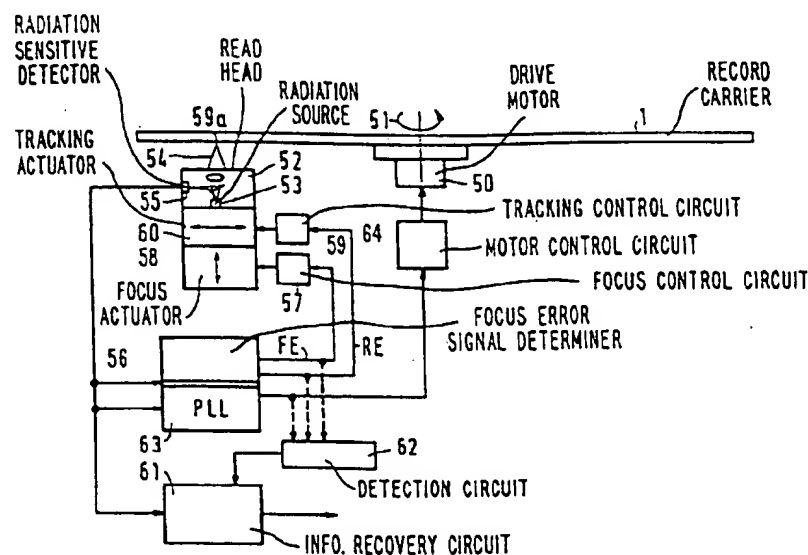 RADIATION
SENSITIVE
DETECTOR
READ
HEAD
RADIATION
SOURCE
DRIVE
MOTOR
RECORD
CARRIER
59a
51
1
TRACKING
ACTUATOR
54
52
53
55
50
60
59
64
TRACKING CONTROL CIRCUIT
MOTOR CONTROL CIRCUIT
58
FOCUS
ACTUATOR
57
FOCUS CONTROL CIRCUIT
FOCUS ERROR
SIGNAL DETERMINER
56
FE
RE
PLL
63
62
61
DETECTION CIRCUIT
INFO. RECOVERY CIRCUIT